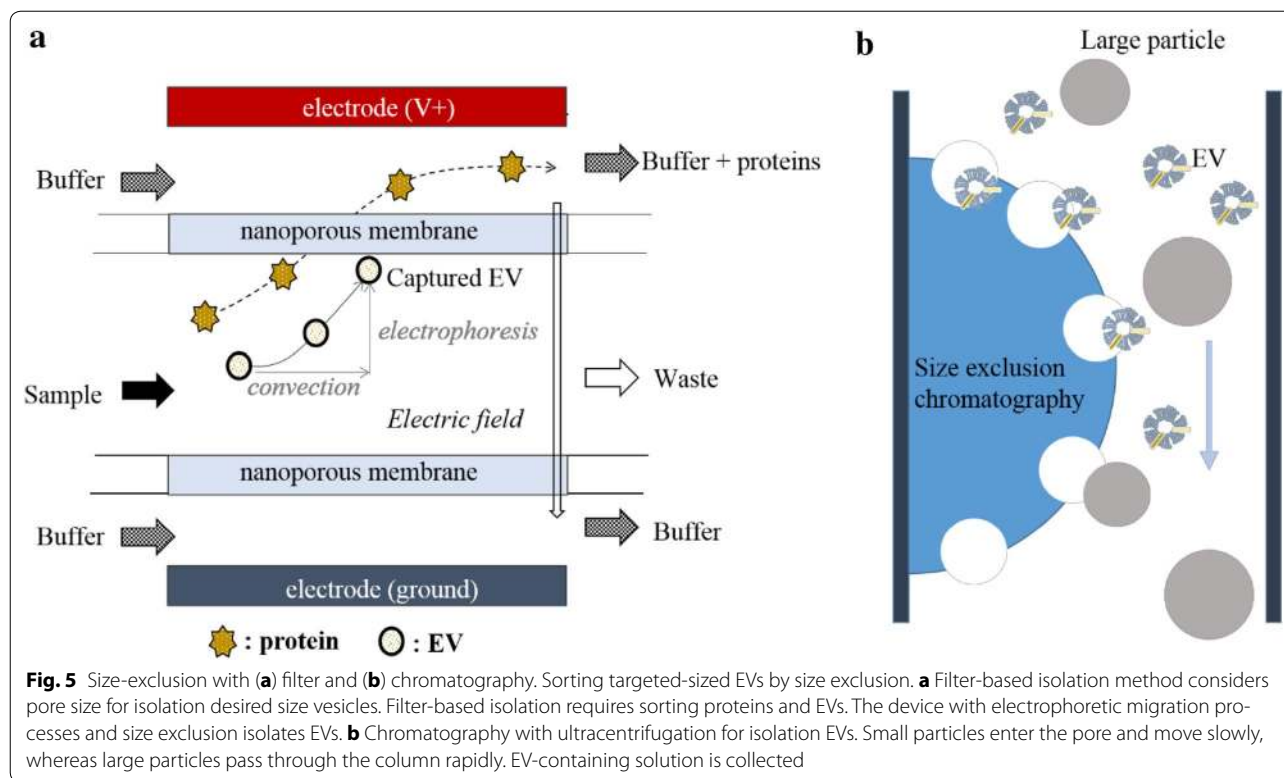 a
electrode (V+)
Buffer
Buffer + proteins
nanoporous membrane
Captured EV
electrophoresis
convection
Sample
Waste
Electric field
nanoporous membrane
Buffer
Buffer
electrode (ground)
: protein
: EV
b
Large particle
EV
Size exclusion
chromatography
Fig. 5 Size-exclusion with (a) filter and (b) chromatography. Sorting targeted-sized EVs by size exclusion. a Filter-based isolation method considers
pore size for isolation desired size vesicles. Filter-based isolation requires sorting proteins and EVs. The device with electrophoretic migration pro-
cesses and size exclusion isolates EVs. b Chromatography with ultracentrifugation for isolation EVs. Small particles enter the pore and move slowly,
whereas large particles pass through the column rapidly. EV-containing solution is collected